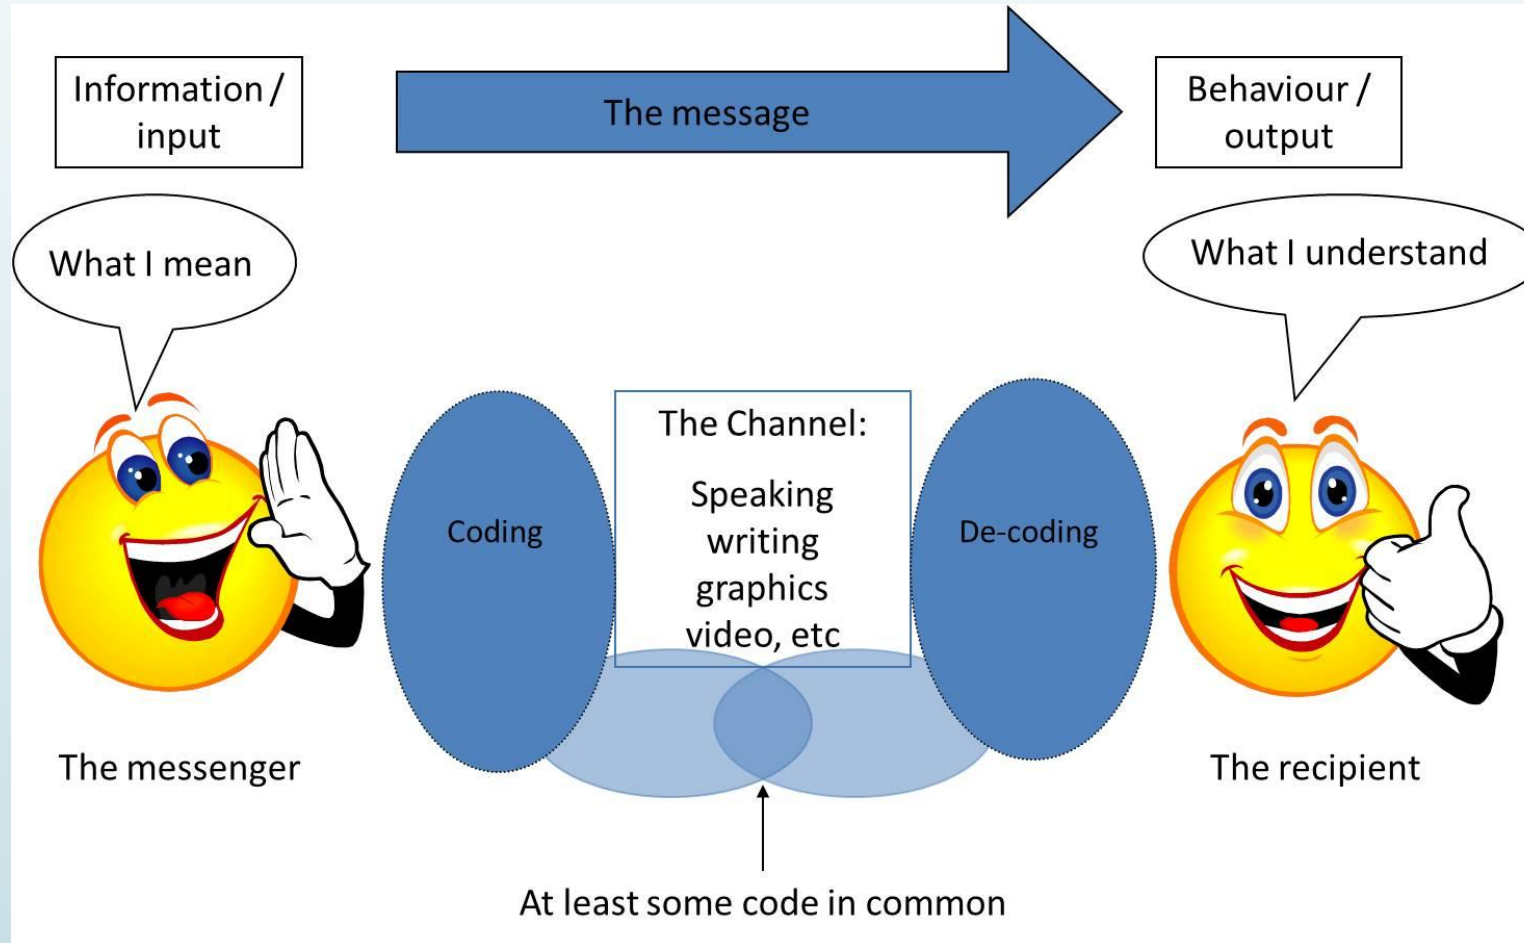 Information /
input
The message
Behaviour /
output
What I mean
What I understand
The Channel:
Speaking
writing
graphics
video, etc
Coding
De-coding
The messenger
The recipient
At least some code in common